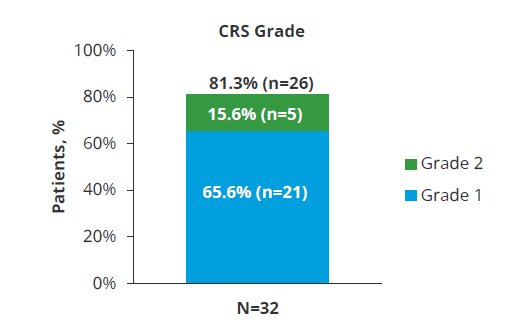 CRS Grade
100%
80%
60%
40%
20%
0%
Patients, %
81.3% (n=26)
15.6% (n=5)
65.6% (n=21)
N=32
Grade 2
Grade 1